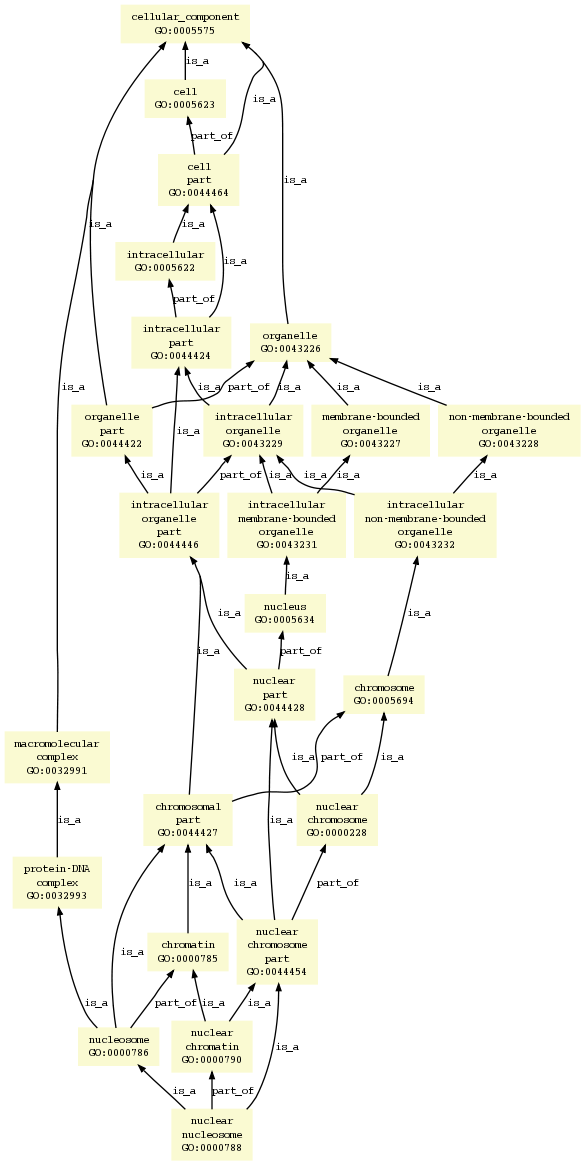 cellular_component
GO:0005575
is_a
cell
GO:0005623
is_a
part_of
cell
part
GO:0044464
is_a
is_a
is_a
intracellular
GO:0005622
is_a
part_of
intracellular
part
GO:0044424
organelle
GO:0043226
is_a
is_a
part_of
is_a
is_a
is_a
organelle
part
GO:0044422
intracellular
organelle
GO:0043229
membrane-bounded
organelle
GO:0043227
non-membrane-bounded
organelle
GO:0043228
is_a
is_a
part_of
is_a
is_a
is_a
is_a
intracellular
organelle
part
GO:0044446
intracellular
membrane-bounded
organelle
GO:0043231
intracellular
non-membrane-bounded
organelle
GO:0043232
is_a
nucleus
GO:0005634
is_a
is_a
is_a
part_of
nuclear
part
GO:0044428
chromosome
GO:0005694
macromolecular
complex
GO:0032991
is_a
part_of
is_a
is_a
is_a
chromosomal
part
GO:0044427
nuclear
chromosome
GO:0000228
protein-DNA
complex
GO:0032993
is_a
is_a
part_of
is_a
chromatin
GO:0000785
nuclear
chromosome
part
GO:0044454
is_a
part_of
is_a
is_a
nucleosome
GO:0000786
nuclear
chromatin
GO:0000790
is_a
is_a
part_of
nuclear
nucleosome
GO:0000788